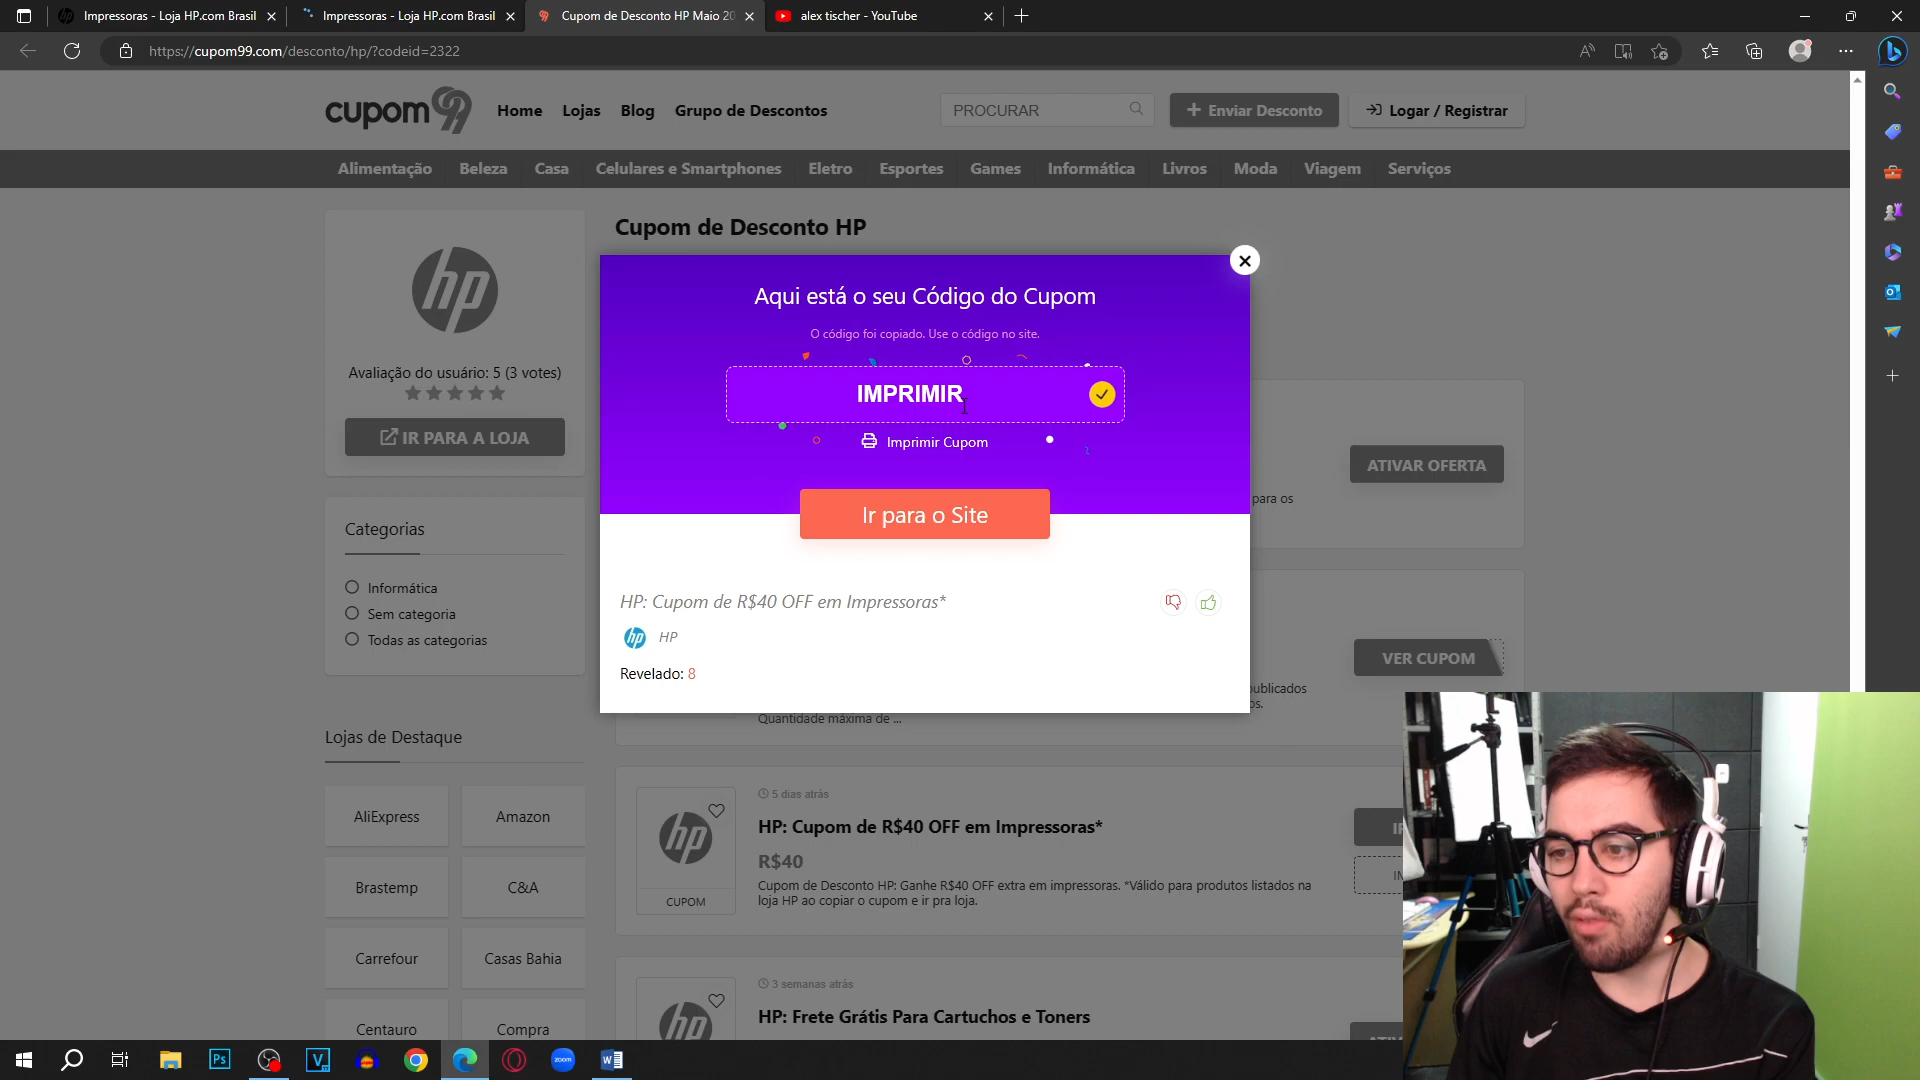 Impressoras - Loja HP.com Brasil
Impressoras - Loja HP.com Brasil
Cupom de Desconto HP Maio 20
alex tischer - YouTube
https://cupom99.com/desconto/hp/?codeid=2322
cupom99
Home
Lojas
Blog
Grupo de Descontos
PROCURAR
Enviar Desconto
Logar / Registrar
Alimentação
Beleza
Casa
Celulares e Smartphones
Eletro
Esportes
Games
Informática
Livros
Moda
Viagem
Serviços
hp
Avaliação do usuário: 5 (3 votes)
IR PARA A LOJA
Categorias
Informática
Sem categoria
Todas as categorias
Lojas de Destaque
AliExpress
Amazon
Brastemp
C&A
Carrefour
Casas Bahia
Centauro
Compra
Cupom de Desconto HP
Aqui está o seu Código do Cupom
O código foi copiado. Use o código no site.
IMPRIMIR
Imprimir Cupom
Ir para o Site
HP: Cupom de R$40 OFF em Impressoras*
hp
HP
Revelado: 8
ATIVAR OFERTA
para os
VER CUPOM
Quantidade máxima de ...
5 dias atrás
hp
CUPOM
HP: Cupom de R$40 OFF em Impressoras*
R$40
Cupom de Desconto HP: Ganhe R$40 OFF extra em impressoras. *Válido para produtos listados na
loja HP ao copiar o cupom e ir pra loja.
3 semanas atrás
hp
HP: Frete Grátis Para Cartuchos e Toners
Ps
V
zoom
W